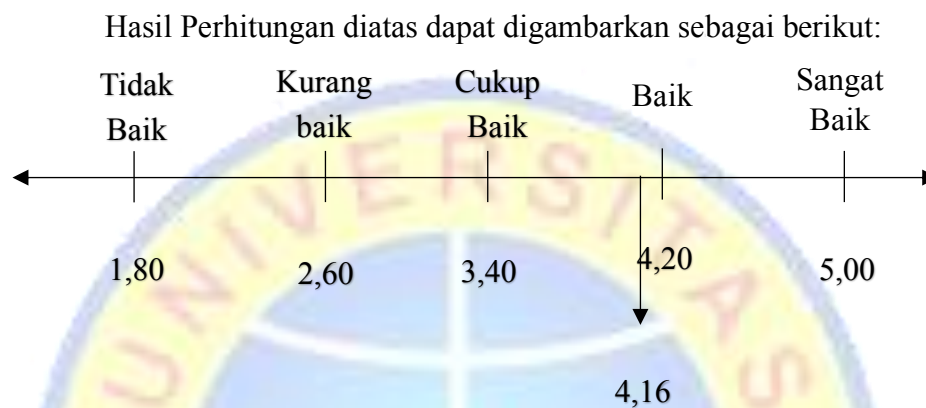 Hasil Perhitungan diatas dapat digambarkan sebagai berikut:
Tidak Baik
Kurang baik
Cukup Baik
Baik
Sangat Baik
1,80
2,60
3,40
4,20
5,00
4,16
UNIVERSITAS